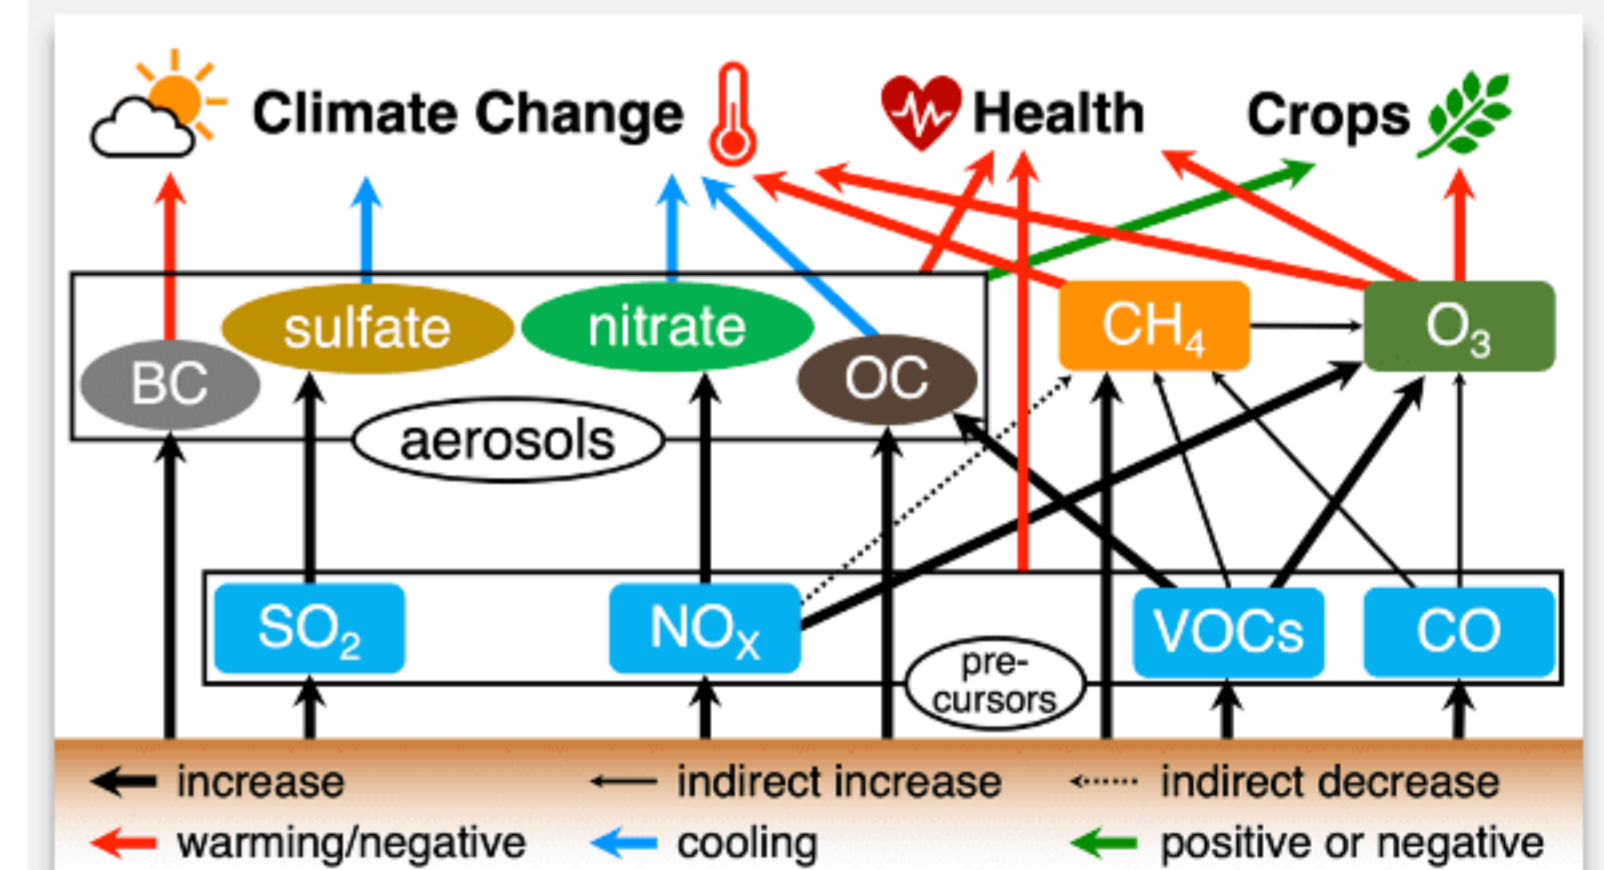 Climate Change
Health
Crops
BC
sulfate
nitrate
OC
CH₄
O₃
aerosols
SO₂
NOₓ
pre-
cursors
VOCs
CO
increase
indirect increase
indirect decrease
warming/negative
cooling
positive or negative